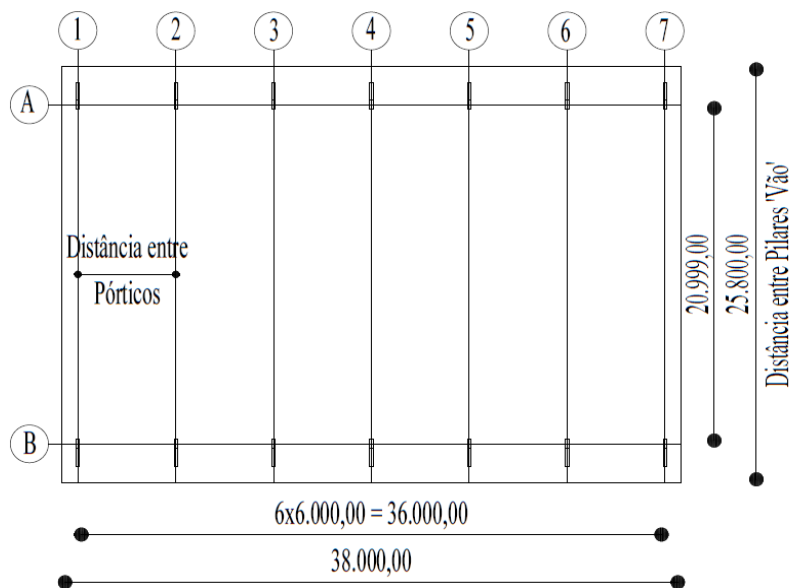 1
2
3
4
5
6
7
A
Distância entre
Pórticos
20.999,00
25.800,00
Distância entre Pilares 'Vão'
B
6x6.000,00 = 36.000,00
38.000,00